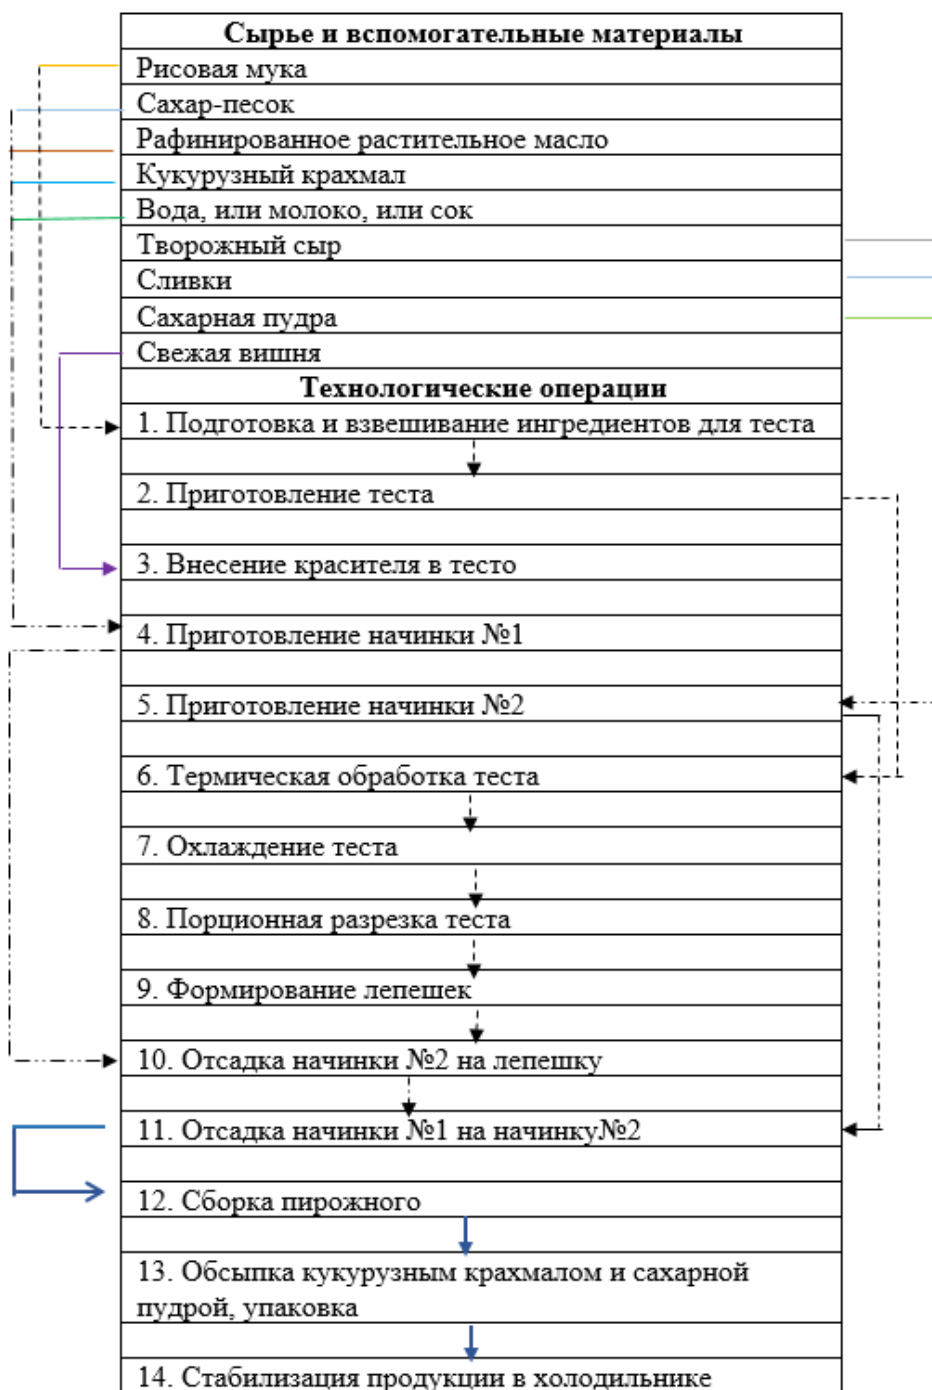 Сырье и вспомогательные материалы
Рисовая мука
Сахар-песок
Рафинированное растительное масло
Кукурузный крахмал
Вода, или молоко, или сок
Творожный сыр
Сливки
Сахарная пудра
Свежая вишня
Технологические операции
1. Подготовка и взвешивание ингредиентов для теста
2. Приготовление теста
3. Внесение красителя в тесто
4. Приготовление начинки №1
5. Приготовление начинки №2
6. Термическая обработка теста
7. Охлаждение теста
8. Порционная разрезка теста
9. Формирование лепешек
10. Отсадка начинки №2 на лепешку
11. Отсадка начинки №1 на начинку№2
12. Сборка пирожного
13. Обсыпка кукурузным крахмалом и сахарной
пудрой, упаковка
14. Стабилизация продукции в холодильнике